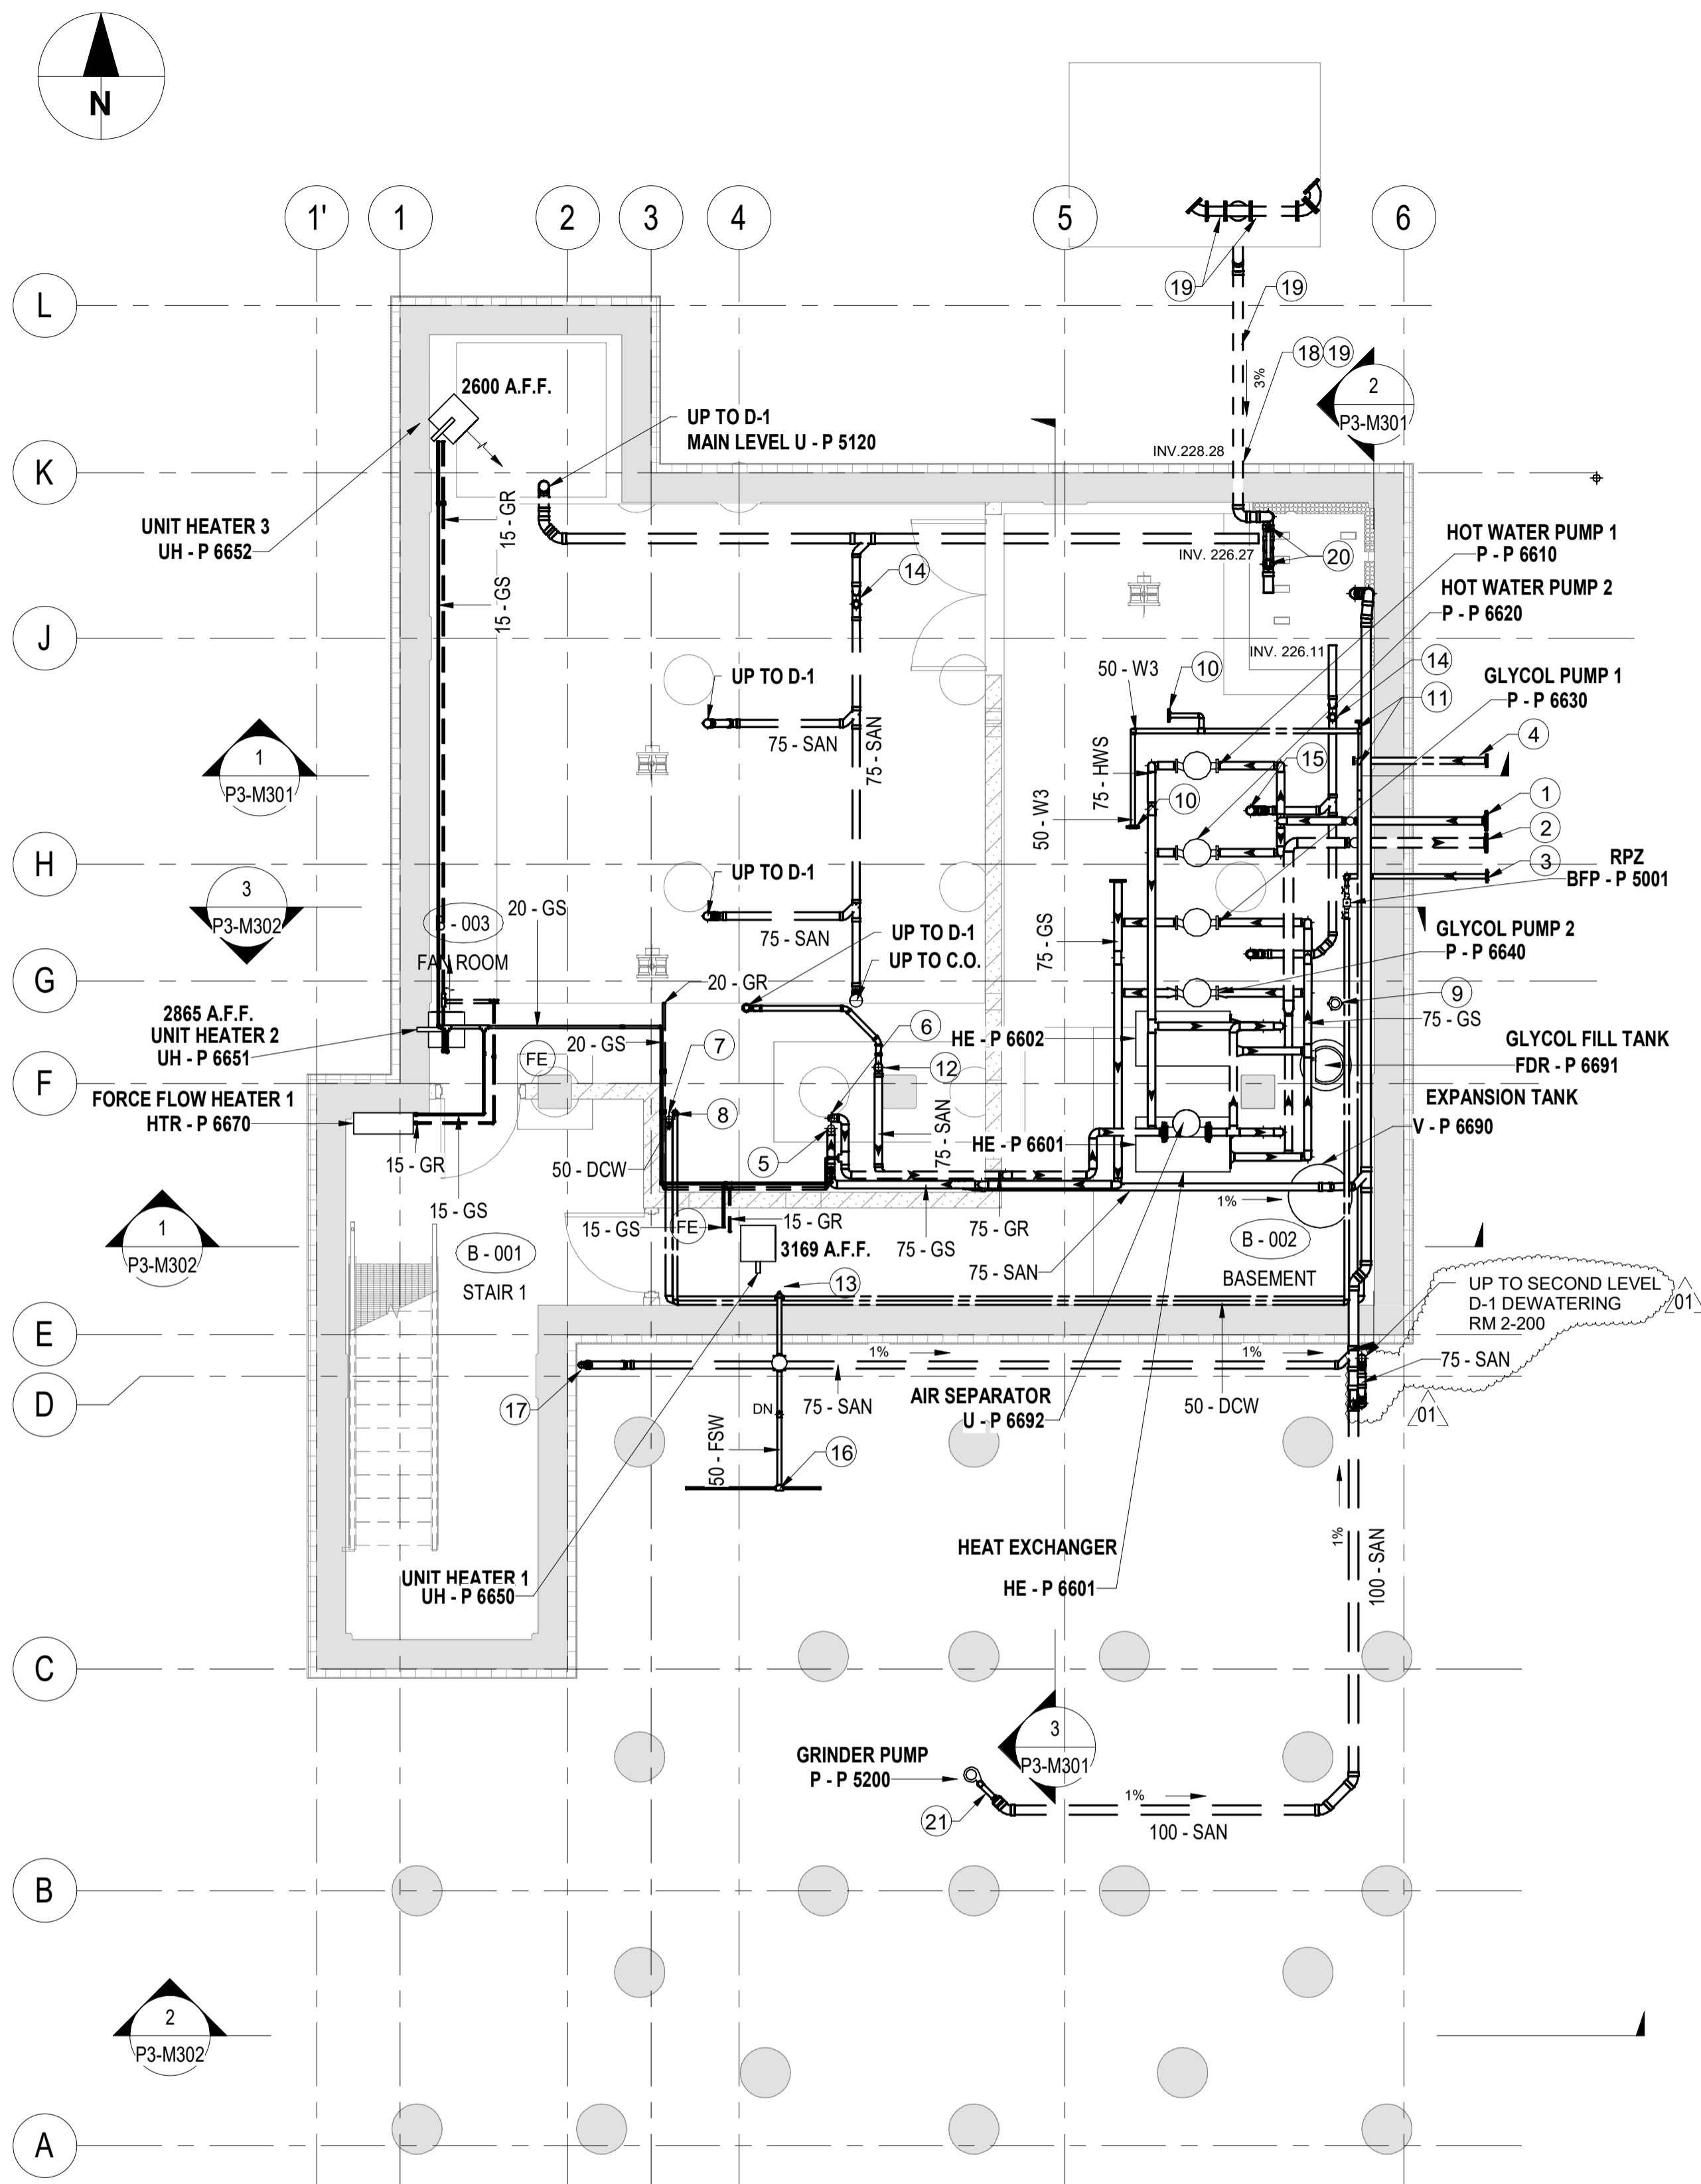 N
1'
1
2
3
4
5
6
L
K
J
H
G
F
E
D
C
B
A
19
19
18
19
3%
2
P3-M301
2600 A.F.F.
UP TO D-1
MAIN LEVEL U - P 5120
INV.228.28
UNIT HEATER 3
UH - P 6652
15 - GR
15 - GS
14
INV. 226.27
20
HOT WATER PUMP 1
P - P 6610
HOT WATER PUMP 2
P - P 6620
INV. 226.11
14
50 - W3
10
GLYCOL PUMP 1
P - P 6630
11
UP TO D-1
75 - SAN
75 - SAN
4
1
P3-M301
75 - HWS
15
50 - W3
10
1
2
3
RPZ
BFP - P 5001
UP TO D-1
75 - SAN
3
P3-M302
- 003
FAN ROOM
20 - GS
UP TO D-1
UP TO C.O.
75 - GS
GLYCOL PUMP 2
P - P 6640
20 - GR
9
75 - GS
2865 A.F.F.
UNIT HEATER 2
UH - P 6651
20 - GS
FE
7
6
HE - P 6602
GLYCOL FILL TANK
FDR - P 6691
12
FORCE FLOW HEATER 1
HTR - P 6670
8
EXPANSION TANK
V - P 6690
75 - SAN
HE - P 6601
15 - GR
50 - DCW
5
15 - GS
1
P3-M302
15 - GS
FE
15 - GR
3169 A.F.F.
75 - GS
75 - GR
75 - SAN
1%
B - 002
BASEMENT
B - 001
STAIR 1
13
UP TO SECOND LEVEL
D-1 DEWATERING
RM 2-200
01
1%
1%
75 - SAN
17
DN
75 - SAN
AIR SEPARATOR
U - P 6692
50 - DCW
01
50 - FSW
16
1%
100 - SAN
HEAT EXCHANGER
HE - P 6601
UNIT HEATER 1
UH - P 6650
3
P3-M301
GRINDER PUMP
P - P 5200
1%
21
100 - SAN
2
P3-M302